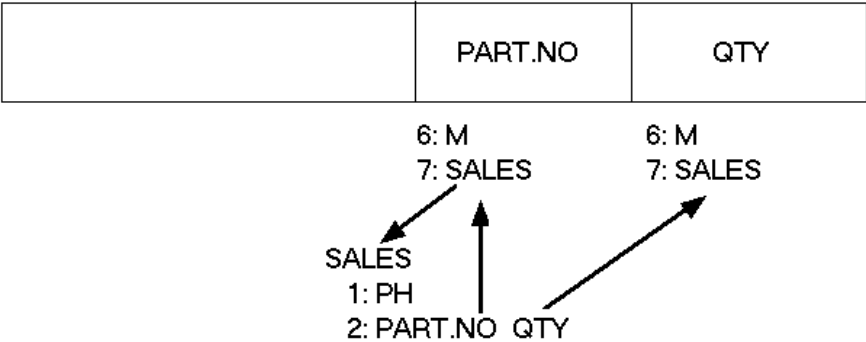 PART.NO QTY
6: M 6: M
7: SALES 7: SALES
SALES
1: PH
2: PART.NO QTY